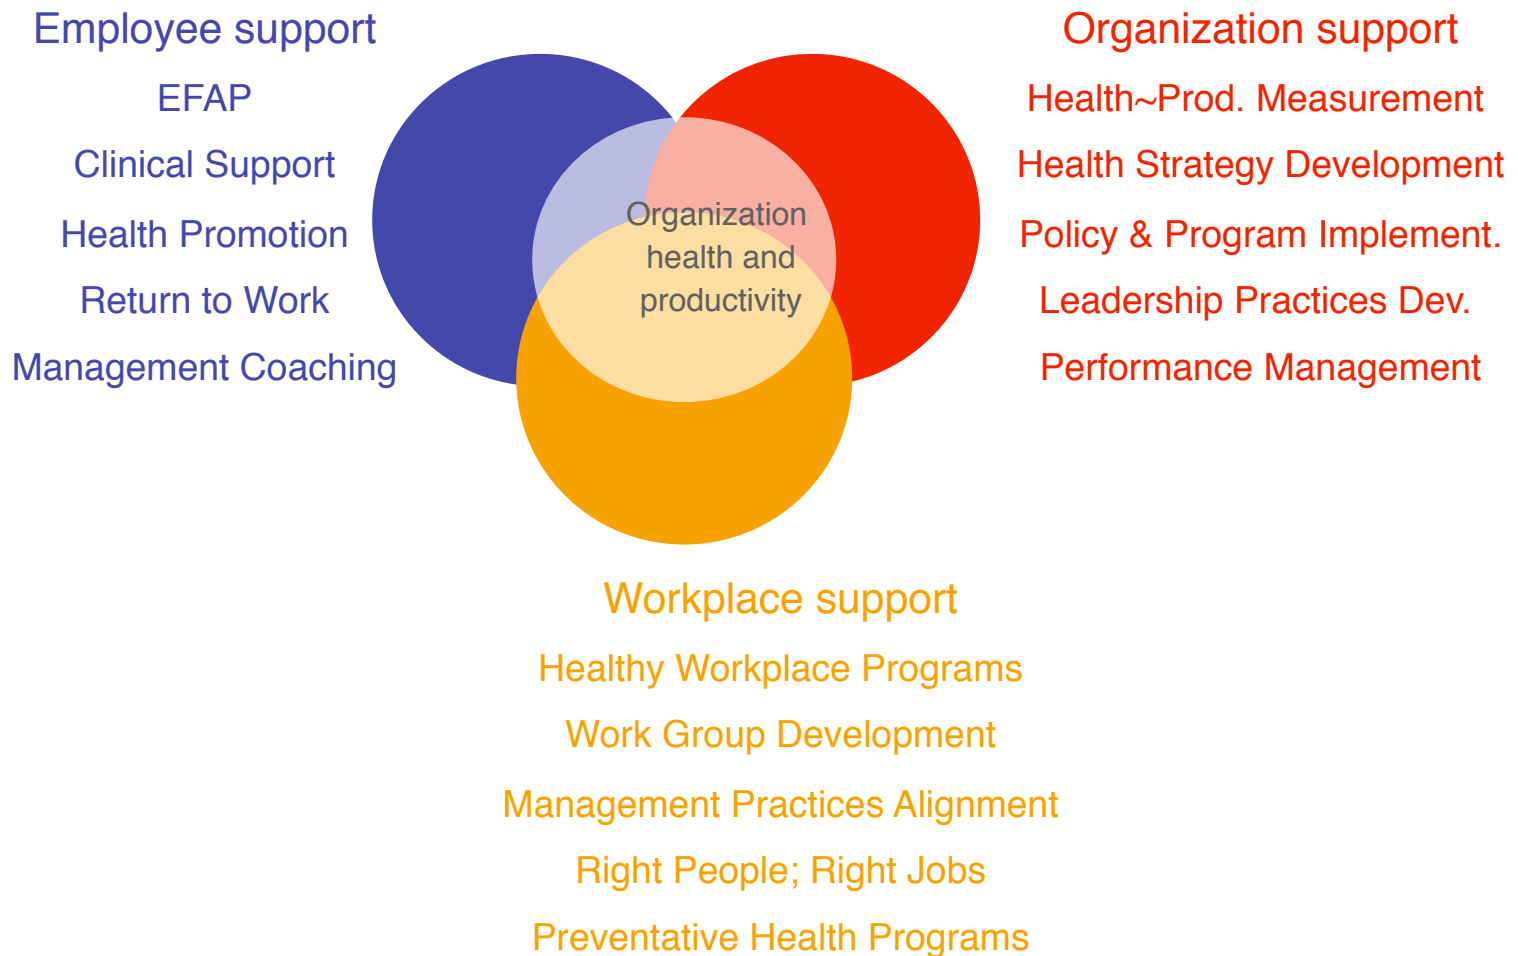 Employee support
EFAP
Clinical Support
Health Promotion
Return to Work
Management Coaching
Organization
health and
productivity
Organization support
Health~Prod. Measurement
Health Strategy Development
Policy & Program Implement.
Leadership Practices Dev.
Performance Management
Workplace support
Healthy Workplace Programs
Work Group Development
Management Practices Alignment
Right People; Right Jobs
Preventative Health Programs